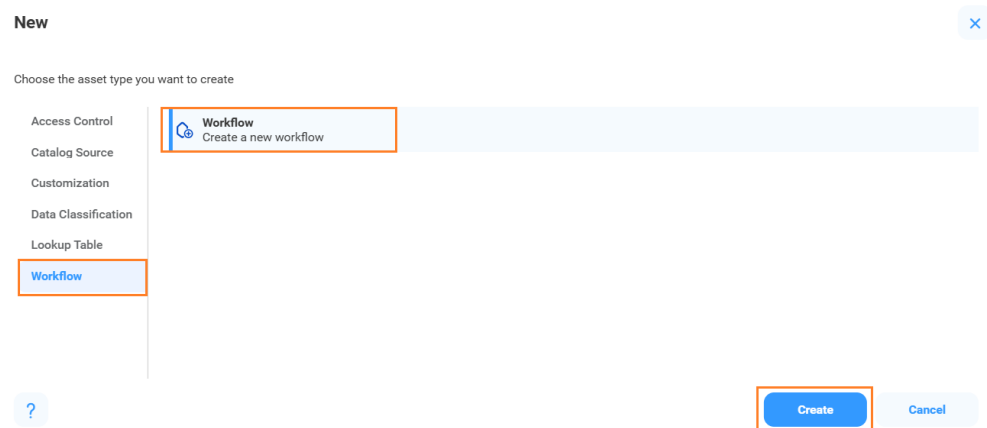 New
Choose the asset type you want to create
Access Control
Catalog Source
Customization
Data Classification
Lookup Table
Workflow
Workflow
Create a new workflow
?
Create
Cancel